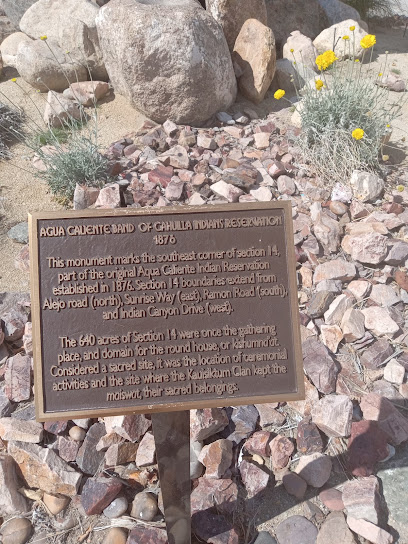 AGUA CALIENTE BAND OF CAHUILLA INDIANS RESERVATION
1876
This monument marks the southeast corner of section 14,
part of the original Agua Caliente Indian Reservation
established in 1876. Section 14 boundaries extend from
Alejo road (north), Sunrise Way (east), Ramon Road (south),
and Indian Canyon Drive (west).
The 640 acres of Section 14 were once the gathering
place, and domain for the round house, or kishumna't.
Considered a sacred site, it was the location of ceremonial
activities and the site where the Kauisiktum Clan kept the
moiswot, their sacred belongings.